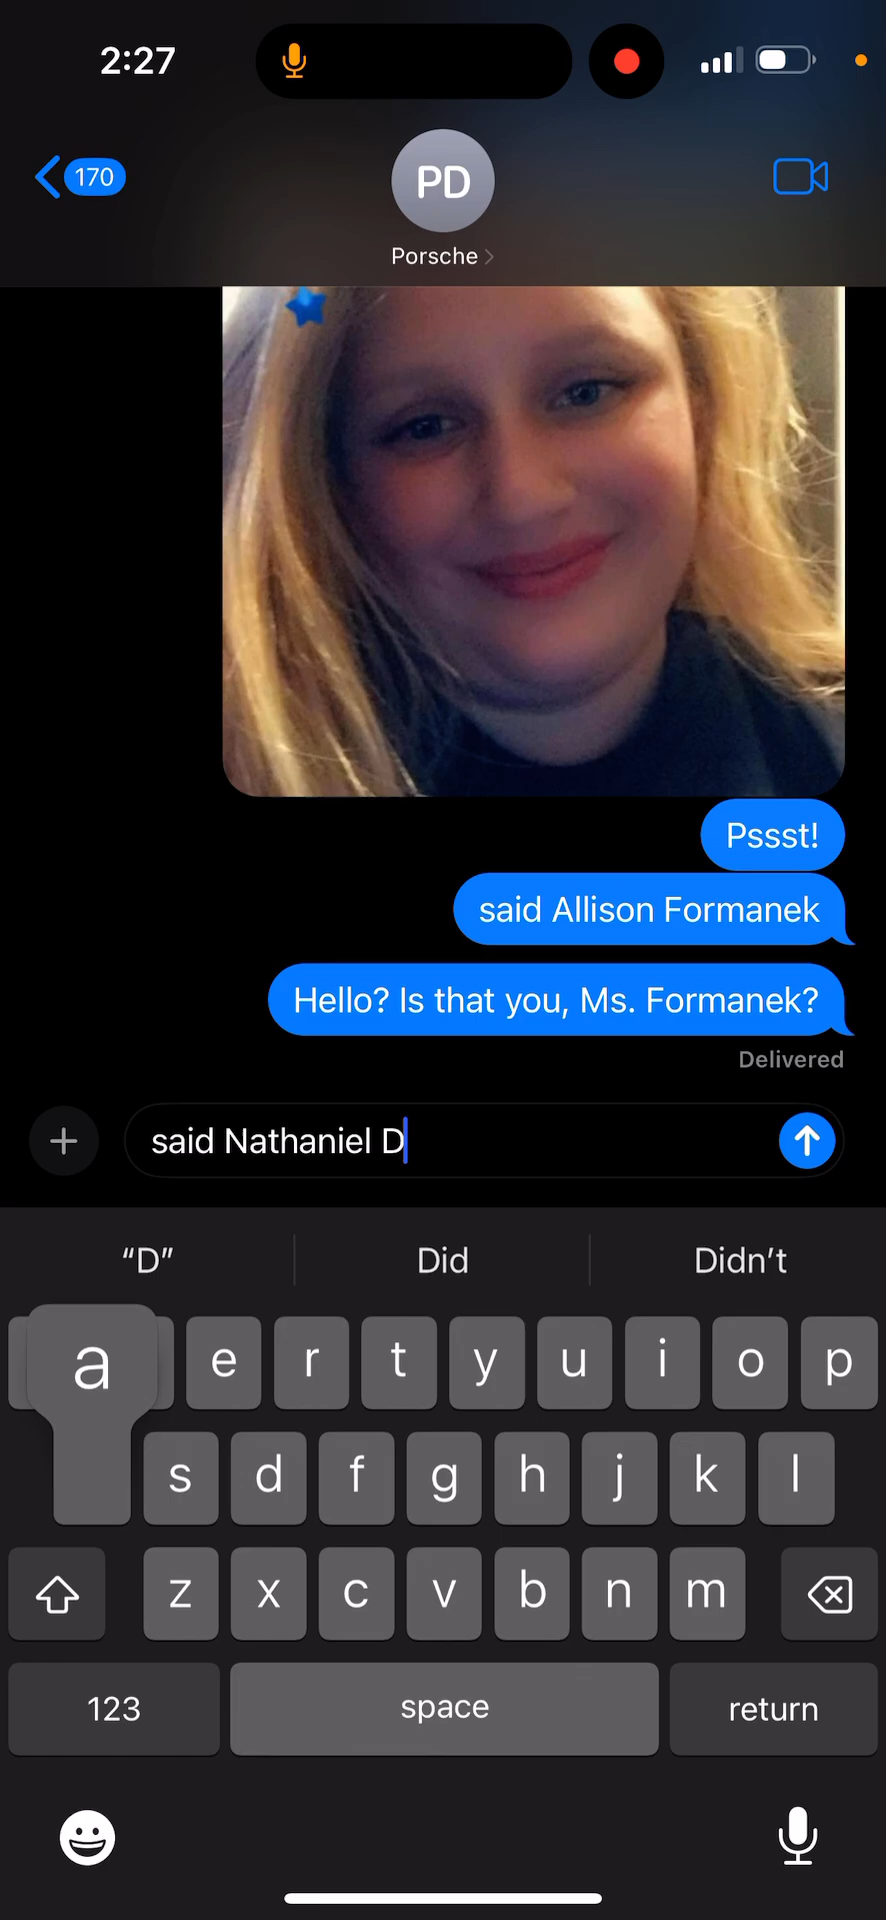 2:27
170
PD
Porsche
Pssst!
said Allison Formanek
Hello? Is that you, Ms. Formanek?
Delivered
said Nathaniel D
“D” Did Didn’t
a e r t y u i o p
s d f g h j k l
z x c v b n m
123 space return